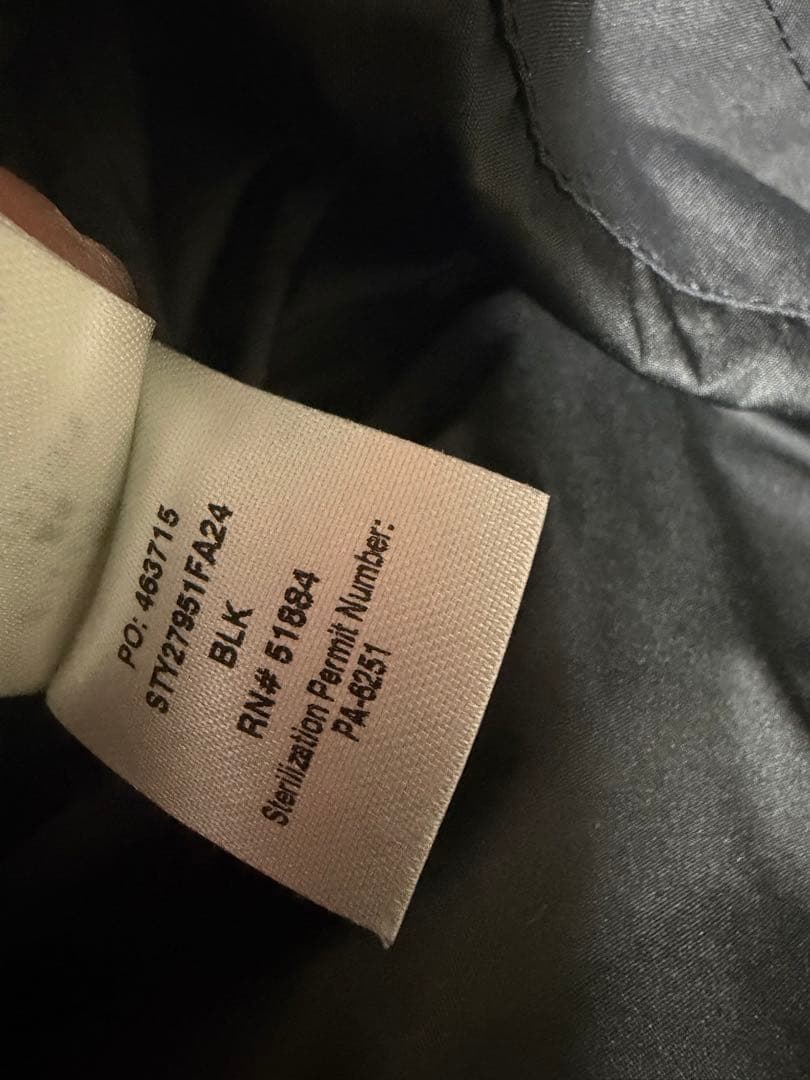 PO: 463715
STY27951FA24
BLK
RN# 51884
Sterilization Permit Number:
PA-6251